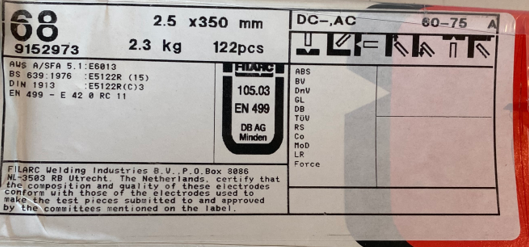 68
9152973
2.5 x350 mm
2.3 kg 122pcs
DC-,AC 60-75 A
AWS A/SFA 5.1:E6013
BS 639:1976 :E5122R (15)
DIN 1913 :E5122R(C)3
EN 499 - E 42 0 RC 11
FILARC
105.03
EN 499
DB AG
Minden
ABS
BV
DnV
GL
DB
TÜV
RS
Co
MoD
LR
Force
FILARC Welding Industries B.V.,P.O.Box 8086
NL-3503 RB Utrecht. The Netherlands, certify that
the composition and quality of these electrodes
conform with those of the electrodes used to
make the test pieces submitted to and approved
by the committees mentioned on the label.